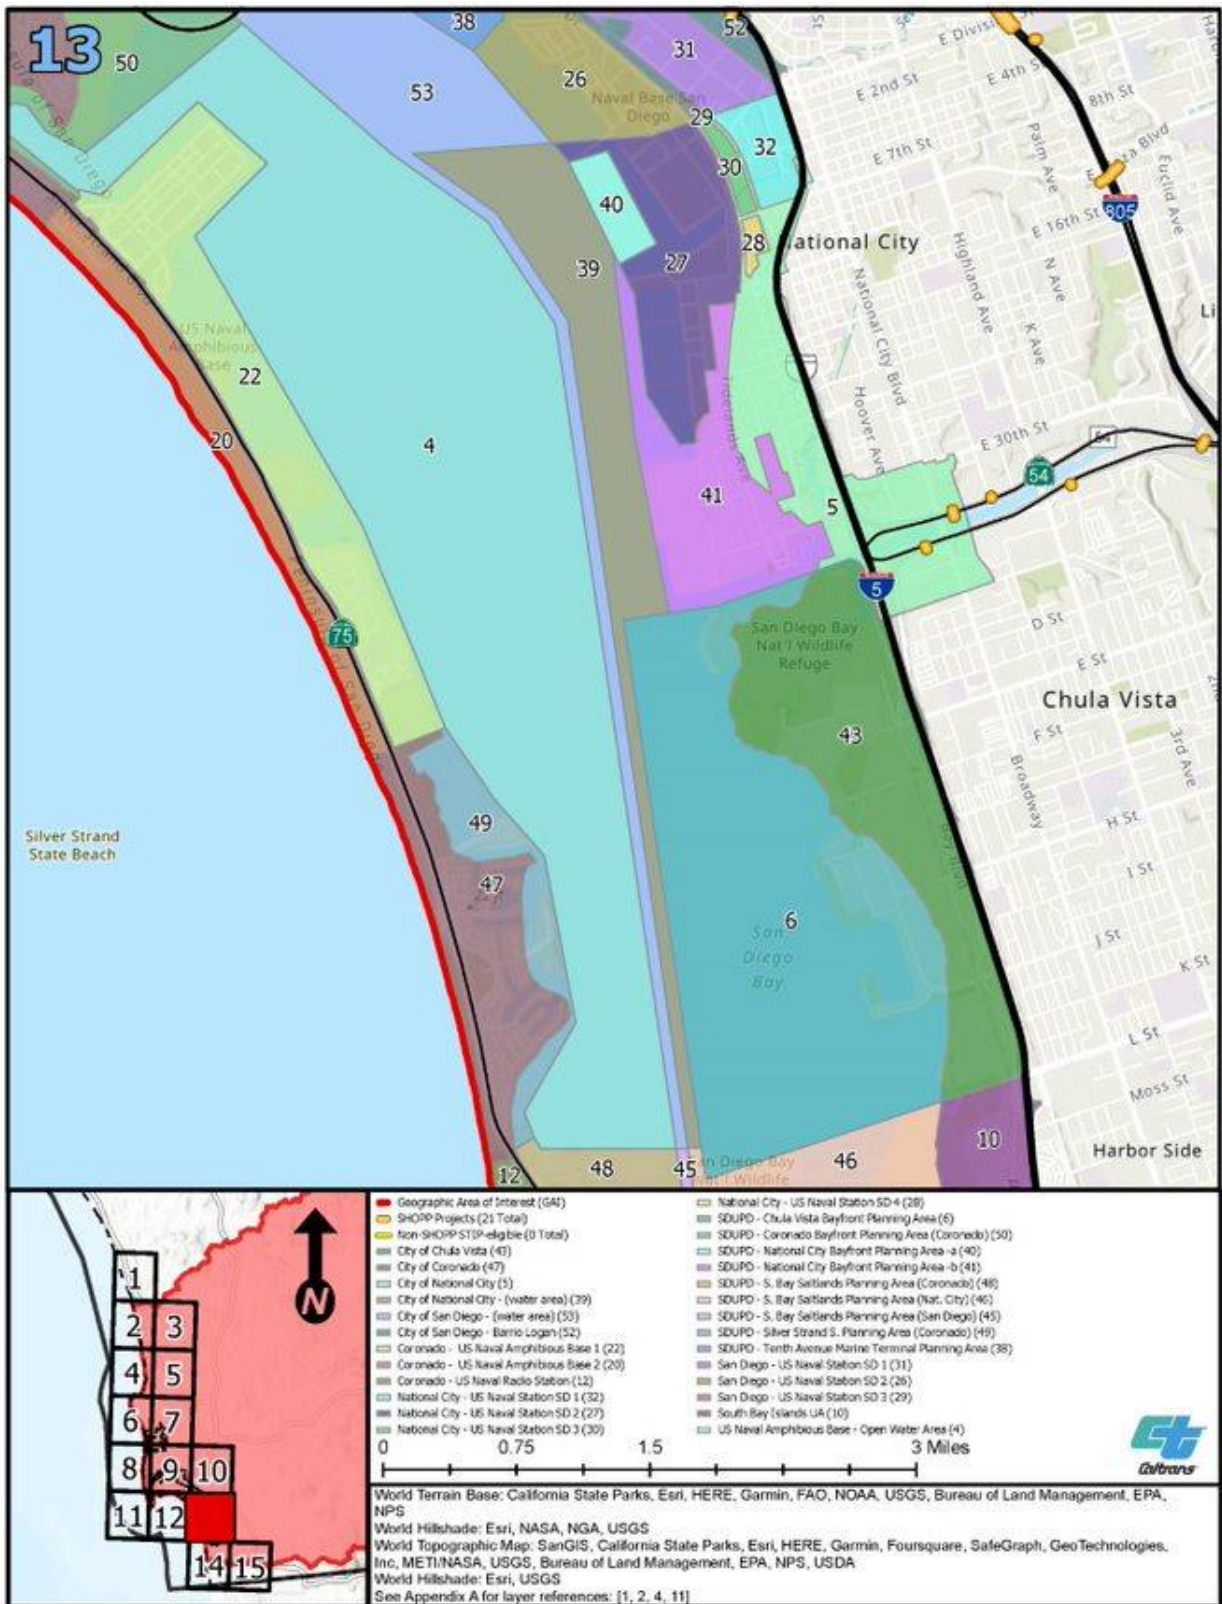 13
50
38
53
26
Naval Base San
Diego
31
52
29
30
32
E Divisi
E 2nd St
E 4th S
8th St
E 7th St
Palm Ave
Euclid Ave
805
E 16th St
40
39
27
28
ational City
Highland Ave
N Ave
K Ave
National City Blvd
Hoover Ave
Li
US Naval
Amphibious
Base
22
20
4
41
5
E 30th St
54
54
5
75
San Diego Bay
Nat'l Wildlife
Refuge
43
D St
E St
Chula Vista
F St
3rd Ave
Broadway
H St
I St
Bay Blvd
J St
K St
L St
Moss St
Silver Strand
State Beach
49
47
6
San
Diego
Bay
12
48
45
46
10
Harbor Side
Geographic Area of Interest (GAI)
SHOPP Projects (21 Total)
Non-SHOPP STIP-eligible (0 Total)
City of Chula Vista (43)
City of Coronado (47)
City of National City (5)
City of National City - (water area) (39)
City of San Diego - (water area) (53)
City of San Diego - Barrio Logan (52)
Coronado - US Naval Amphibious Base 1 (22)
Coronado - US Naval Amphibious Base 2 (20)
Coronado - US Naval Radio Station (12)
National City - US Naval Station SD 1 (32)
National City - US Naval Station SD 2 (27)
National City - US Naval Station SD 3 (30)
National City - US Naval Station SD 4 (28)
SDUPD - Chula Vista Bayfront Planning Area (6)
SDUPD - Coronado Bayfront Planning Area (Coronado) (50)
SDUPD - National City Bayfront Planning Area -a (40)
SDUPD - National City Bayfront Planning Area -b (41)
SDUPD - S. Bay Saltlands Planning Area (Coronado) (48)
SDUPD - S. Bay Saltlands Planning Area (Nat. City) (46)
SDUPD - S. Bay Saltlands Planning Area (San Diego) (45)
SDUPD - Silver Strand S. Planning Area (Coronado) (49)
SDUPD - Tenth Avenue Marine Terminal Planning Area (38)
San Diego - US Naval Station SD 1 (31)
San Diego - US Naval Station SD 2 (26)
San Diego - US Naval Station SD 3 (29)
South Bay Islands UA (10)
US Naval Amphibious Base - Open Water Area (4)
0 0.75 1.5 3 Miles
Caltrans
N
1
2 3
4 5
6 7
8 9 10
11 12
14 15
World Terrain Base: California State Parks, Esri, HERE, Garmin, FAO, NOAA, USGS, Bureau of Land Management, EPA,
NPS
World Hillshade: Esri, NASA, NGA, USGS
World Topographic Map: SanGIS, California State Parks, Esri, HERE, Garmin, Foursquare, SafeGraph, GeoTechnologies,
Inc, METI/NASA, USGS, Bureau of Land Management, EPA, NPS, USDA
World Hillshade: Esri, USGS
See Appendix A for layer references: [1, 2, 4, 11]